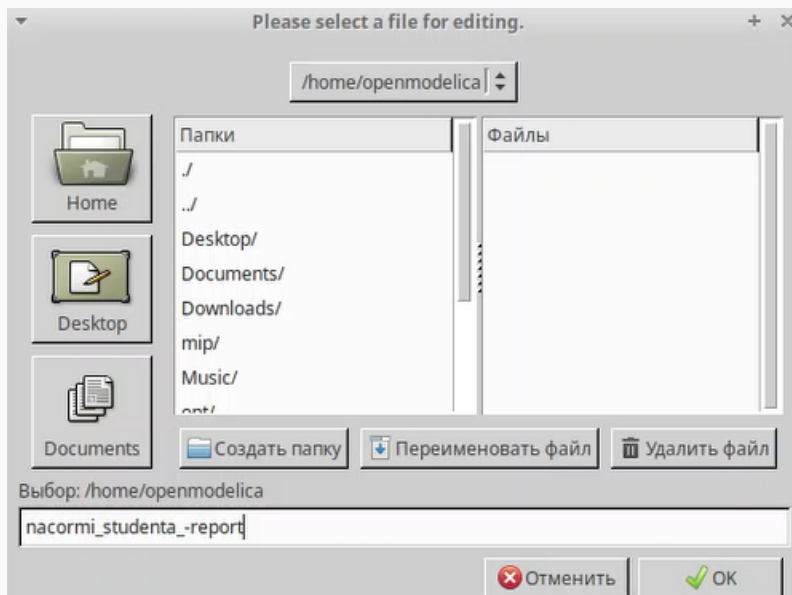 Please select a file for editing.
/home/openmodelica
Home
Desktop
Documents
Папки
./
../
Desktop/
Documents/
Downloads/
mip/
Music/
opt/
Файлы
Создать папку
Переименовать файл
Удалить файл
Выбор: /home/openmodelica
nacormi_studenta_-report
Отменить
OK